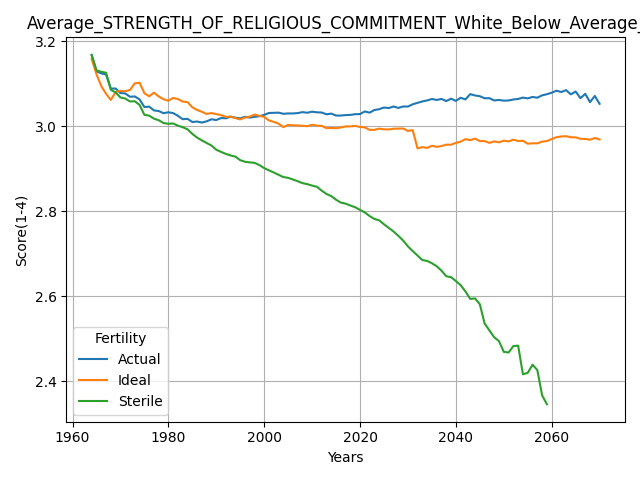 Average_STRENGTH_OF_RELIGIOUS_COMMITMENT_White_Below_Average_
3.2
3.0
2.8
2.6
2.4
Score(1-4)
Fertility
Actual
Ideal
Sterile
1960 1980 2000 2020 2040 2060
Years